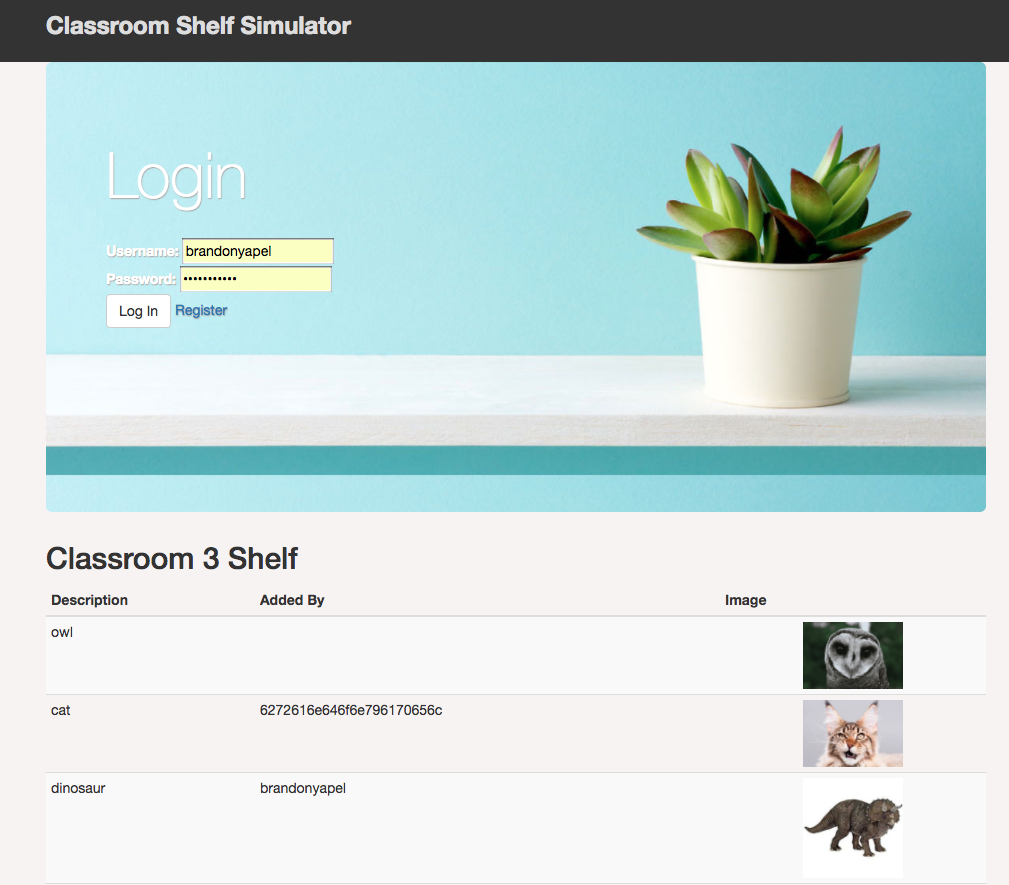 Classroom Shelf Simulator
Login
Username: brandonyapel
Password: •••••••••••
Log In Register
Classroom 3 Shelf
Description Added By Image
owl
cat 6272616e646f6e796170656c
dinosaur brandonyapel